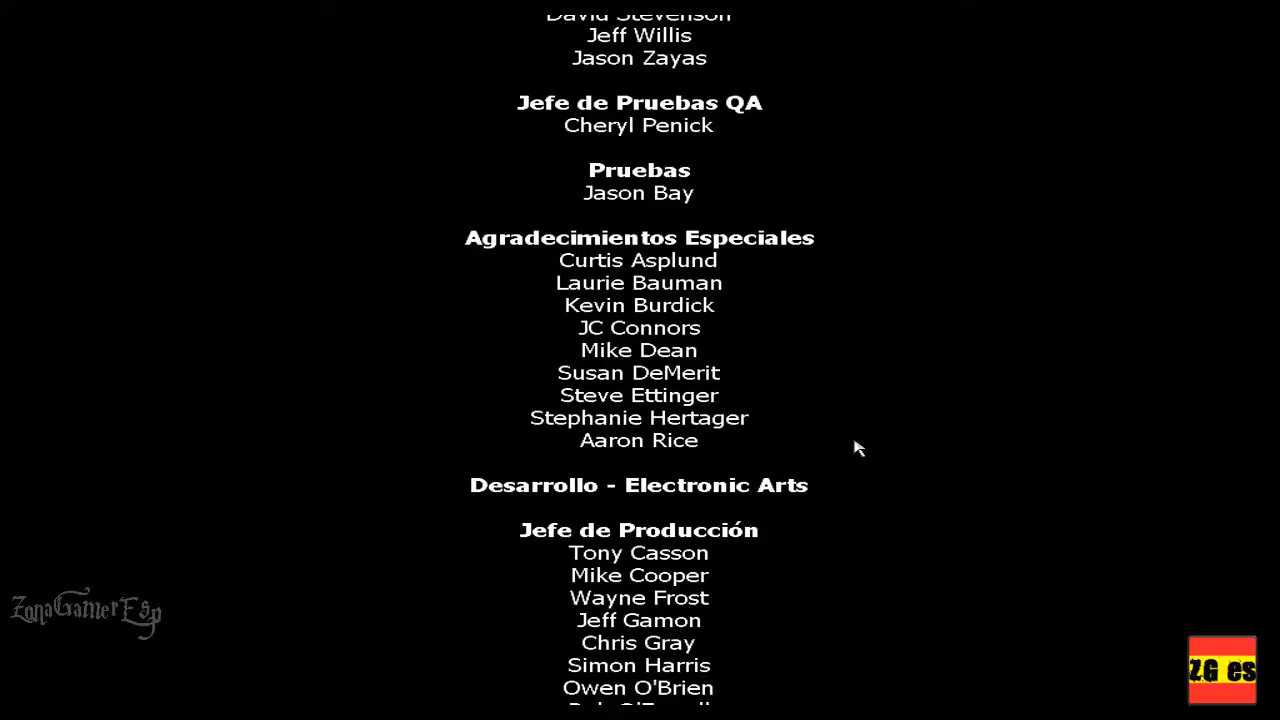 David Stevenson
Jeff Willis
Jason Zayas
Jefe de Pruebas QA
Cheryl Penick
Pruebas
Jason Bay
Agradecimientos Especiales
Curtis Asplund
Laurie Bauman
Kevin Burdick
JC Connors
Mike Dean
Susan DeMerit
Steve Ettinger
Stephanie Hertager
Aaron Rice
Desarrollo - Electronic Arts
Jefe de Producción
Tony Casson
Mike Cooper
Wayne Frost
Jeff Gamon
Chris Gray
Simon Harris
Owen O'Brien
ZonaGamerEsp
ZG es